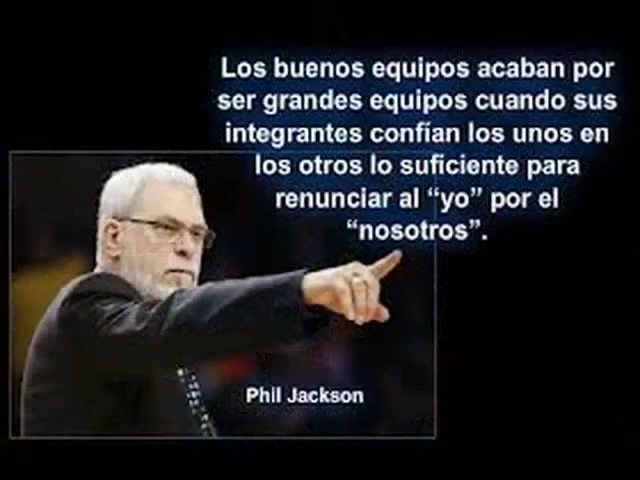 Los buenos equipos acaban por
ser grandes equipos cuando sus
integrantes confían los unos en
los otros lo suficiente para
renunciar al “yo” por el
“nosotros”.
Phil Jackson